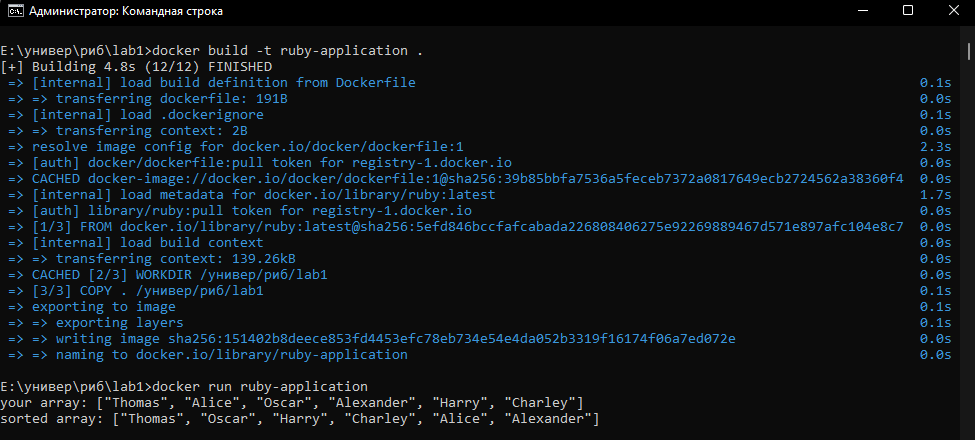 Администратор: Командная строка
E:\универ\риб\lab1>docker build -t ruby-application .
[+] Building 4.8s (12/12) FINISHED
=> [internal] load build definition from Dockerfile 0.1s
=> => transferring dockerfile: 191B 0.0s
=> [internal] load .dockerignore 0.1s
=> => transferring context: 2B 0.0s
=> resolve image config for docker.io/docker/dockerfile:1 2.3s
=> [auth] docker/dockerfile:pull token for registry-1.docker.io 0.0s
=> CACHED docker-image://docker.io/docker/dockerfile:1@sha256:39b85bbfa7536a5feceb7372a0817649ecb2724562a38360f4 0.0s
=> [internal] load metadata for docker.io/library/ruby:latest 1.7s
=> [auth] library/ruby:pull token for registry-1.docker.io 0.0s
=> [1/3] FROM docker.io/library/ruby:latest@sha256:5efd846bccfafcabada226808406275e92269889467d571e897afc104e8c7 0.0s
=> [internal] load build context 0.0s
=> => transferring context: 139.26kB 0.0s
=> CACHED [2/3] WORKDIR /универ/риб/lab1 0.0s
=> [3/3] COPY . /универ/риб/lab1 0.1s
=> exporting to image 0.1s
=> => exporting layers 0.1s
=> => writing image sha256:151402b8deece853fd4453efc78eb734e54e4da052b3319f16174f06a7ed072e 0.0s
=> => naming to docker.io/library/ruby-application 0.0s
E:\универ\риб\lab1>docker run ruby-application
your array: ["Thomas", "Alice", "Oscar", "Alexander", "Harry", "Charley"]
sorted array: ["Thomas", "Oscar", "Harry", "Charley", "Alice", "Alexander"]